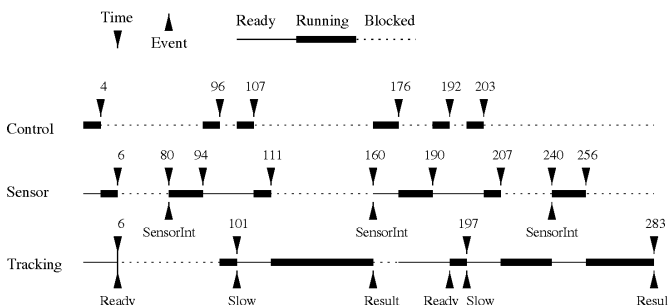 Time
Event
Ready Running Blocked
4 96 107 176 192 203
Control
6 80 94 111 160 190 207 240 256
Sensor
SensorInt SensorInt SensorInt
6 101 197 283
Tracking
Ready Slow Result Ready Slow Resul